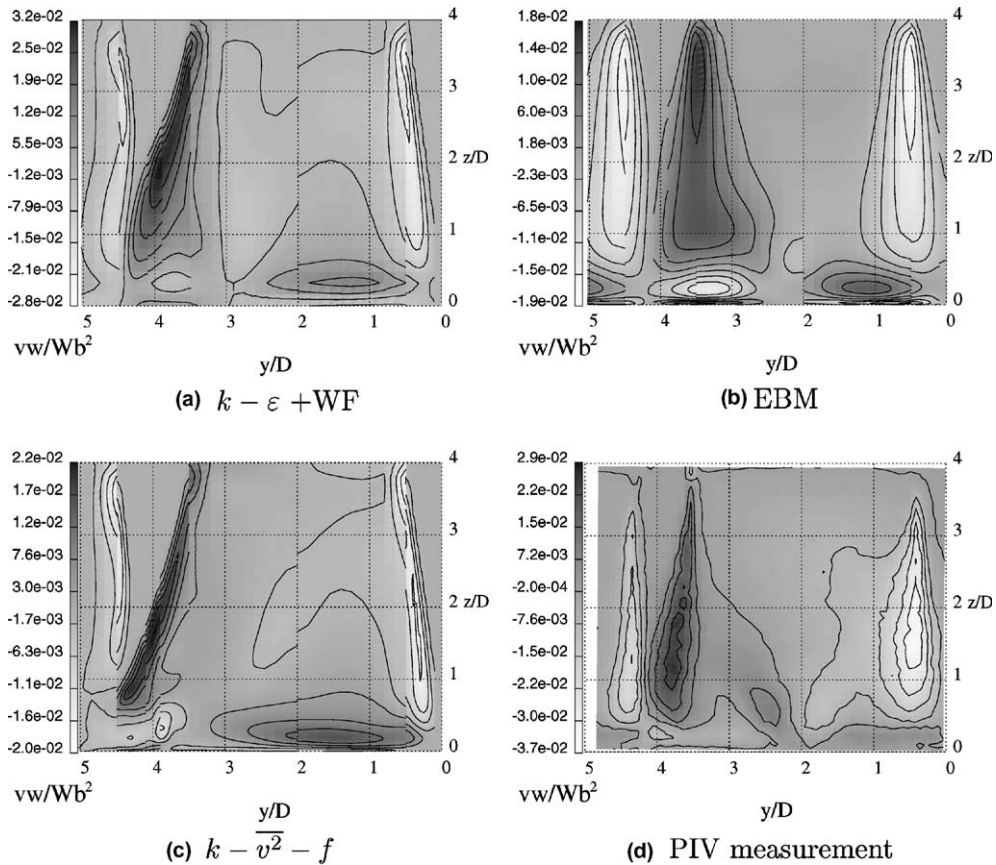 3.2e-02
2.5e-02
1.9e-02
1.2e-02
5.5e-03
-1.2e-03
-7.9e-03
-1.5e-02
-2.1e-02
-2.8e-02
4
3
2 z/D
1
0
5 4 3 2 1 0
vw/Wb²
y/D
(a) k − ε +WF
1.8e-02
1.4e-02
1.0e-02
6.0e-03
1.9e-03
-2.3e-03
-6.4e-03
-1.1e-02
-1.5e-02
-1.9e-02
4
3
2 z/D
1
0
5 4 3 2 1 0
vw/Wb²
y/D
(b) EBM
2.2e-02
1.7e-02
1.2e-02
7.6e-03
3.0e-03
-1.7e-03
-6.3e-03
-1.1e-02
-1.6e-02
-2.0e-02
4
3
2 z/D
1
0
5 4 3 2 1 0
vw/Wb²
y/D
(c) k − v̅²̅ − f
2.9e-02
2.2e-02
1.4e-02
7.2e-03
-2.0e-04
-7.6e-03
-1.5e-02
-2.2e-02
-3.0e-02
-3.7e-02
4
3
2 z/D
1
0
5 4 3 2 1 0
vw/Wb²
y/D
(d) PIV measurement